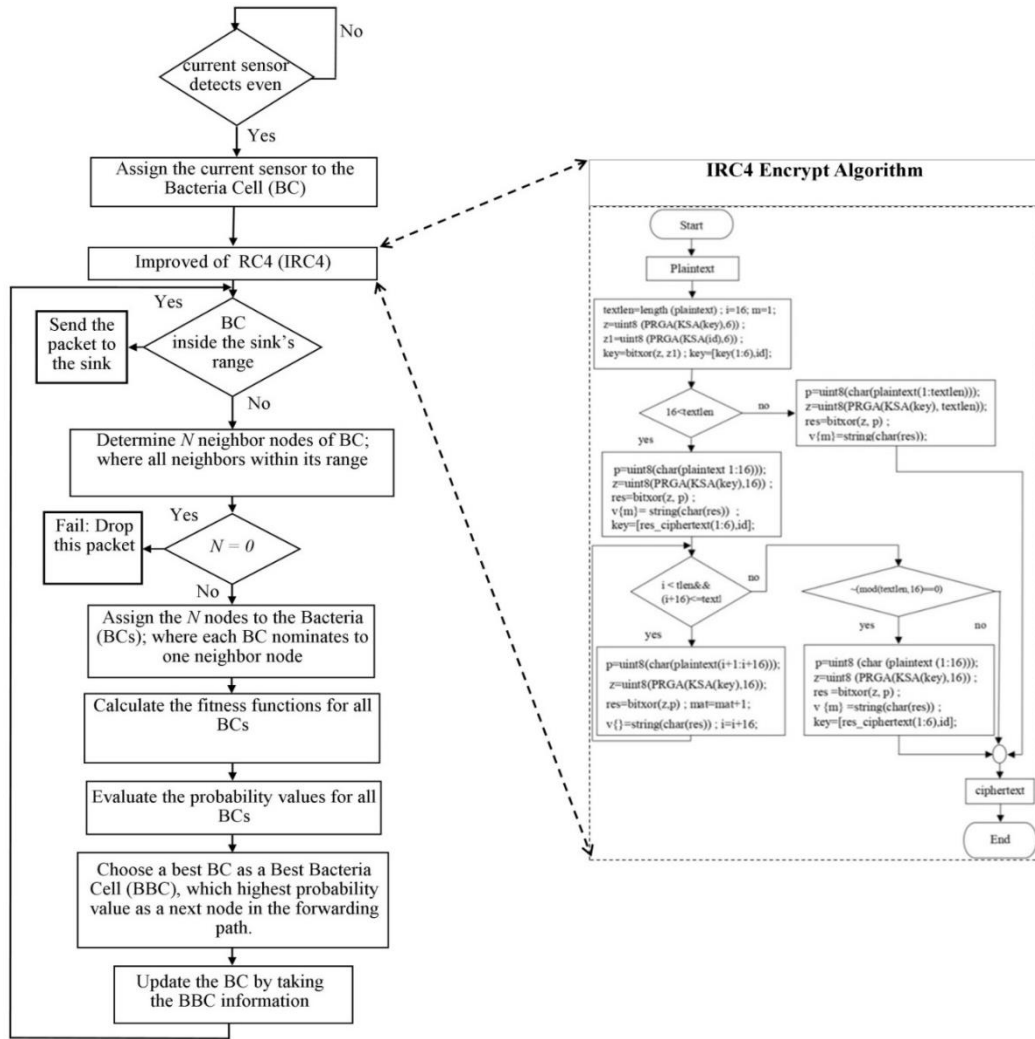 No
current sensor
detects even
Yes
Assign the current sensor to the
Bacteria Cell (BC)
Improved of RC4 (IRC4)
Yes
Send the
packet to
the sink
BC
inside the sink's
range
No
Determine N neighbor nodes of BC;
where all neighbors within its range
Yes
Fail: Drop
this packet
N = 0
No
Assign the N nodes to the Bacteria
(BCs); where each BC nominates to
one neighbor node
Calculate the fitness functions for all
BCs
Evaluate the probability values for all
BCs
Choose a best BC as a Best Bacteria
Cell (BBC), which highest probability
value as a next node in the forwarding
path.
Update the BC by taking
the BBC information
IRC4 Encrypt Algorithm
Start
Plaintext
textlen=length (plaintext) ; i=16; m=1;
z=uint8 (PRGA(KSA(key),6)) ;
z1=uint8 (PRGA(KSA(id),6)) ;
key=bitxor(z, z1) ; key=[key(1:6),id];
16<textlen
no
p=uint8(char(plaintext(1:textlen)));
z=uint8(PRGA(KSA(key), textlen));
res=bitxor(z, p) ;
v{m}=string(char(res));
yes
p=uint8(char(plaintext 1:16)));
z=uint8(PRGA(KSA(key),16)) ;
res=bitxor(z, p) ;
v{m}= string(char(res)) ;
key=[res_ciphertext(1:6),id];
i < tlen&&
(i+16)<=textl
no
~(mod(textlen,16)==0)
yes
yes
no
p=uint8(char(plaintext(i+1:i+16)));
z=uint8(PRGA(KSA(key),16));
res=bitxor(z,p) ; mat=mat+1;
v{}=string(char(res)) ; i=i+16;
p=uint8 (char (plaintext (1:16)));
z=uint8 (PRGA(KSA(key),16)) ;
res =bitxor(z, p) ;
v {m} =string(char(res)) ;
key=[res_ciphertext(1:6),id];
ciphertext
End